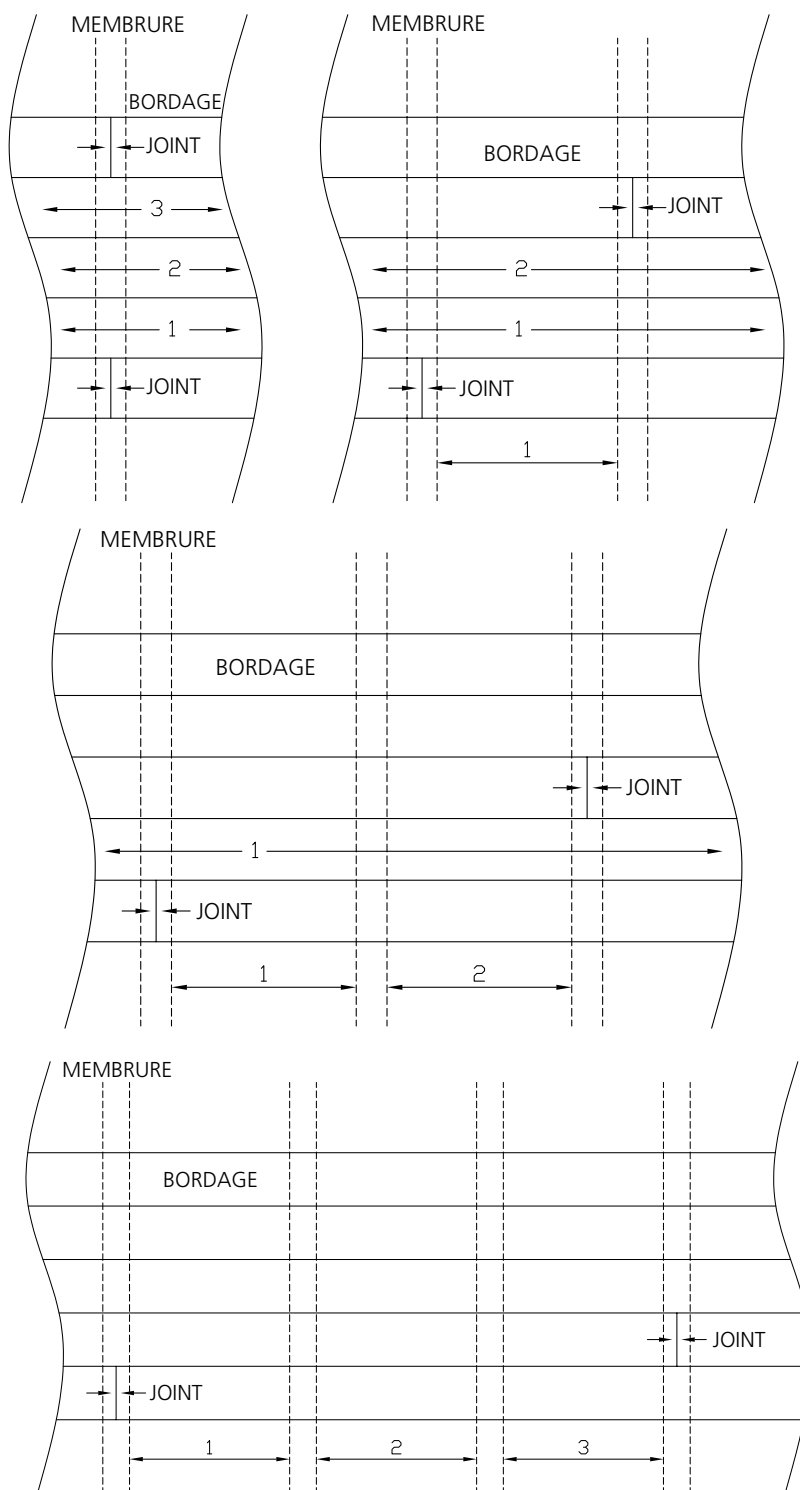 MEMBRURE
BORDAGE
JOINT
3
2
1
JOINT
MEMBRURE
BORDAGE
JOINT
2
1
JOINT
1
MEMBRURE
BORDAGE
JOINT
1
JOINT
1 2
MEMBRURE
BORDAGE
JOINT
JOINT
1 2 3